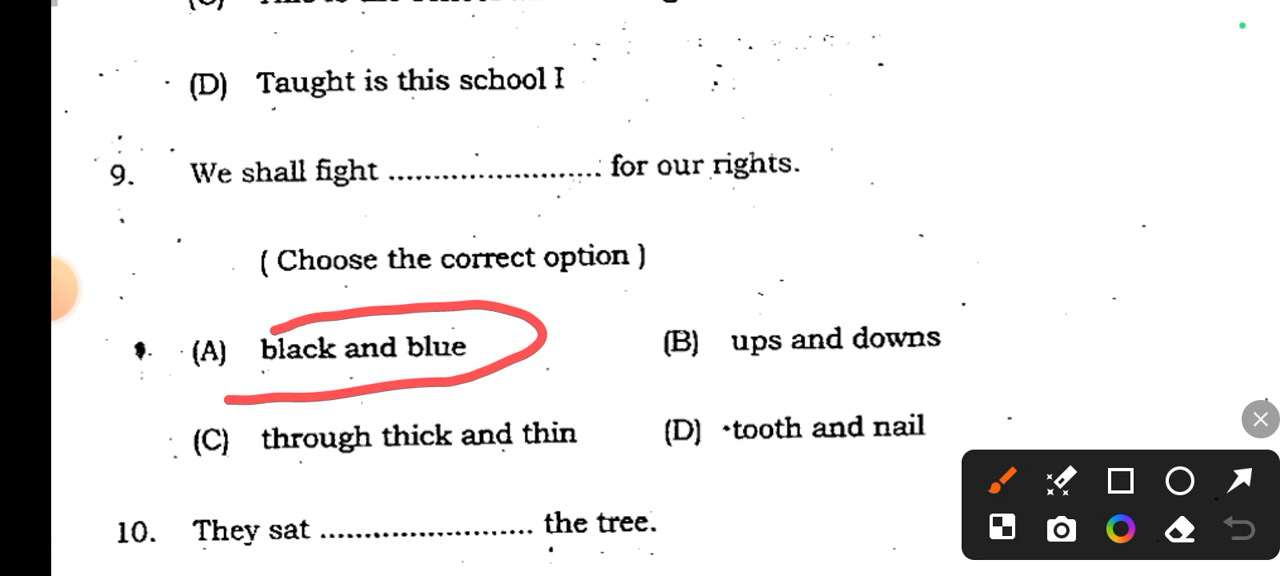 (D) Taught is this school I
9. We shall fight ........................ for our rights.
( Choose the correct option )
(A) black and blue (B) ups and downs
(C) through thick and thin (D) tooth and nail
10. They sat ........................ the tree.